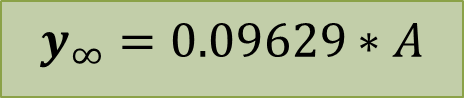 y∞ = 0.09629 * A